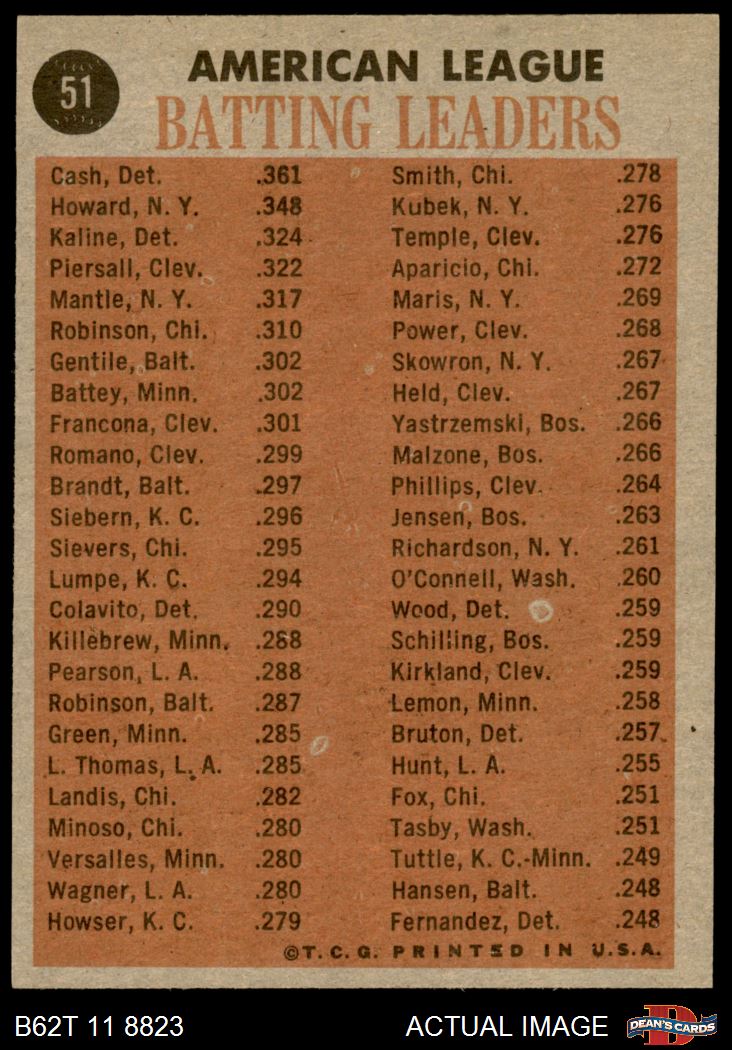 51
AMERICAN LEAGUE
BATTING LEADERS
Cash, Det. .361
Howard, N. Y. .348
Kaline, Det. .324
Piersall, Clev. .322
Mantle, N. Y. .317
Robinson, Chi. .310
Gentile, Balt. .302
Battey, Minn. .302
Francona, Clev. .301
Romano, Clev. .299
Brandt, Balt. .297
Siebern, K. C. .296
Sievers, Chi. .295
Lumpe, K. C. .294
Colavito, Det. .290
Killebrew, Minn. .288
Pearson, L. A. .288
Robinson, Balt. .287
Green, Minn. .285
L. Thomas, L. A. .285
Landis, Chi. .282
Minoso, Chi. .280
Versalles, Minn. .280
Wagner, L. A. .280
Howser, K. C. .279
Smith, Chi. .278
Kubek, N. Y. .276
Temple, Clev. .276
Aparicio, Chi. .272
Maris, N. Y. .269
Power, Clev. .268
Skowron, N. Y. .267
Held, Clev. .267
Yastrzemski, Bos. .266
Malzone, Bos. .266
Phillips, Clev. .264
Jensen, Bos. .263
Richardson, N. Y. .261
O'Connell, Wash. .260
Wood, Det. .259
Schilling, Bos. .259
Kirkland, Clev. .259
Lemon, Minn. .258
Bruton, Det. .257
Hunt, L. A. .255
Fox, Chi. .251
Tasby, Wash. .251
Tuttle, K. C.-Minn. .249
Hansen, Balt. .248
Fernandez, Det. .248
©T. C. G. PRINTED IN U.S.A.
B62T 11 8823
ACTUAL IMAGE
D
DEAN'S CARDS